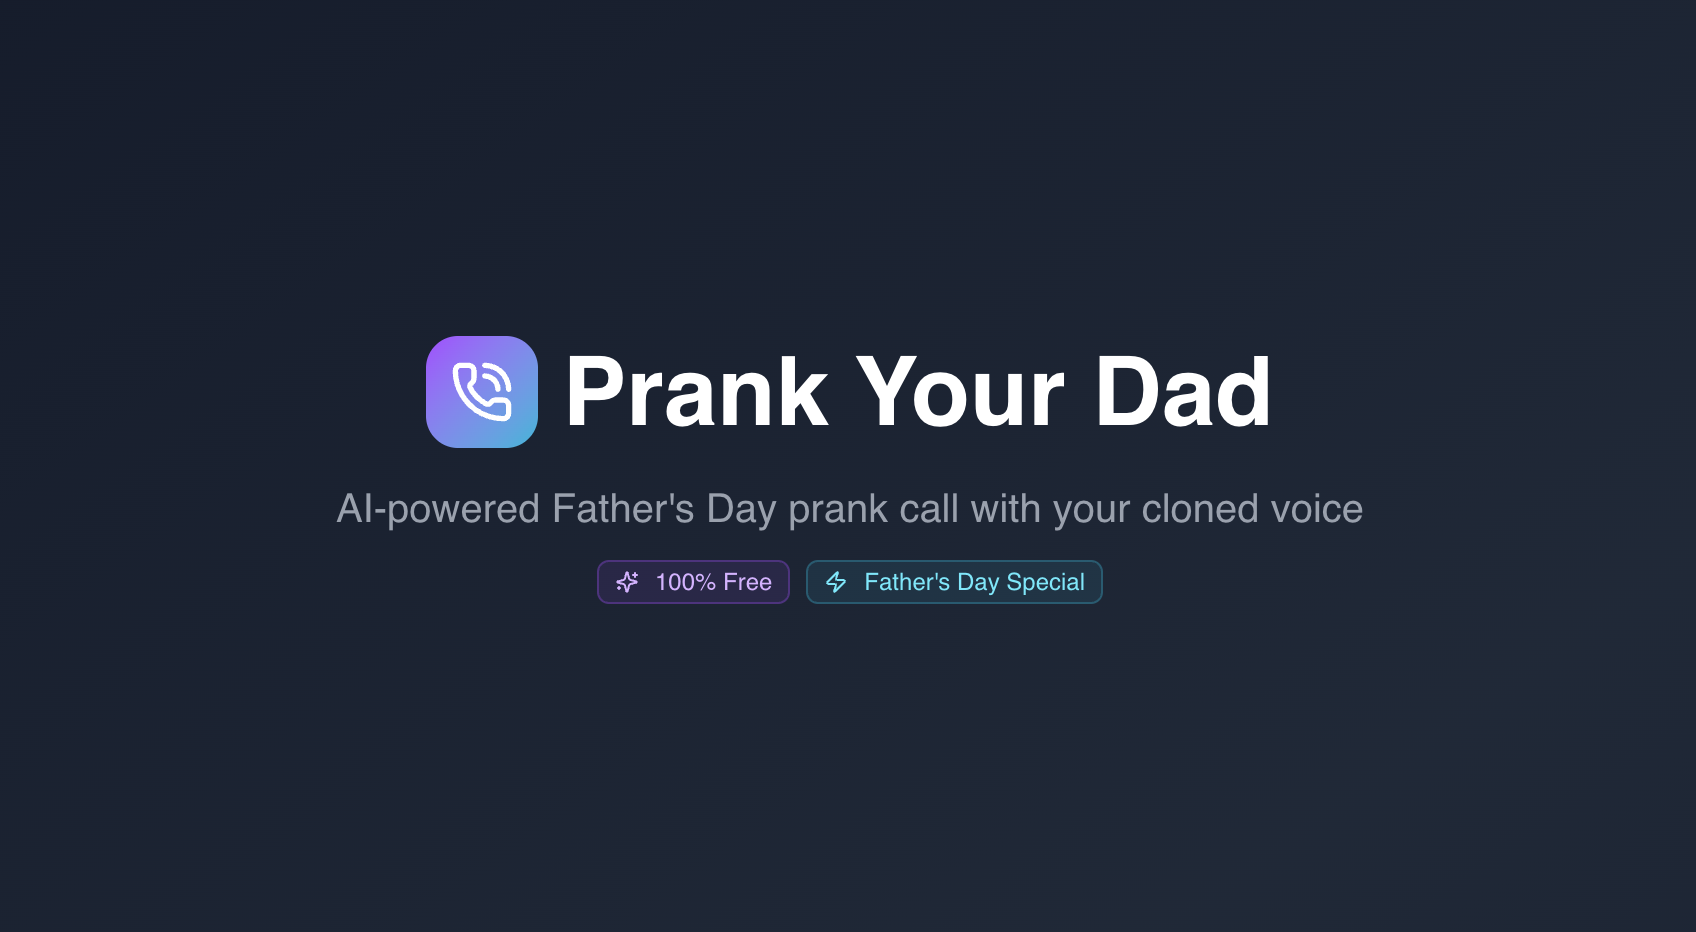 Prank Your Dad
AI-powered Father's Day prank call with your cloned voice
100% Free
Father's Day Special